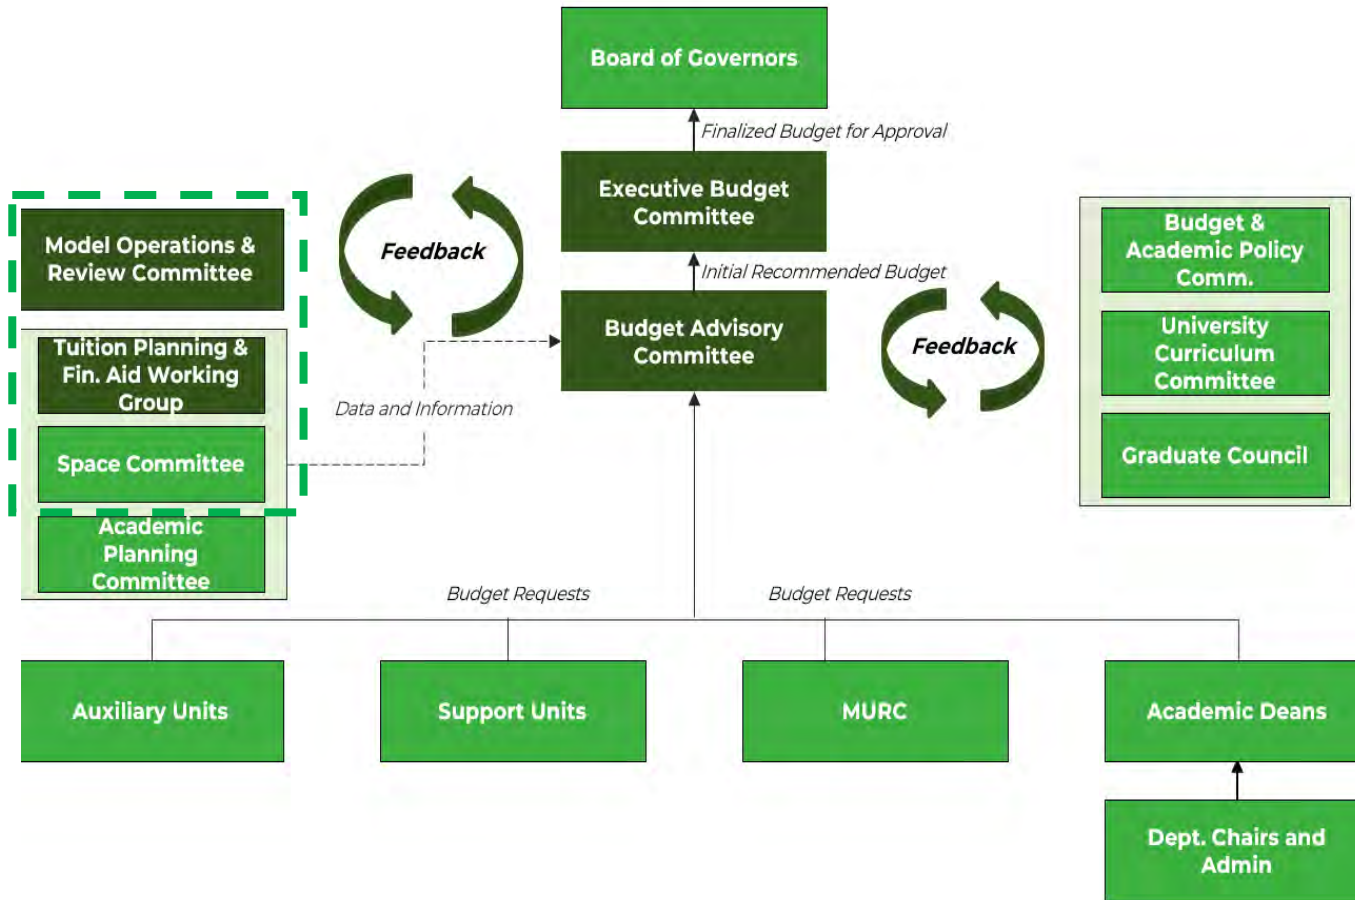 Board of Governors
Finalized Budget for Approval
Executive Budget
Committee
Initial Recommended Budget
Budget Advisory
Committee
Feedback
Model Operations &
Review Committee
Tuition Planning &
Fin. Aid Working
Group
Space Committee
Academic
Planning
Committee
Data and Information
Feedback
Budget &
Academic Policy
Comm.
University
Curriculum
Committee
Graduate Council
Budget Requests
Budget Requests
Auxiliary Units
Support Units
MURC
Academic Deans
Dept. Chairs and
Admin